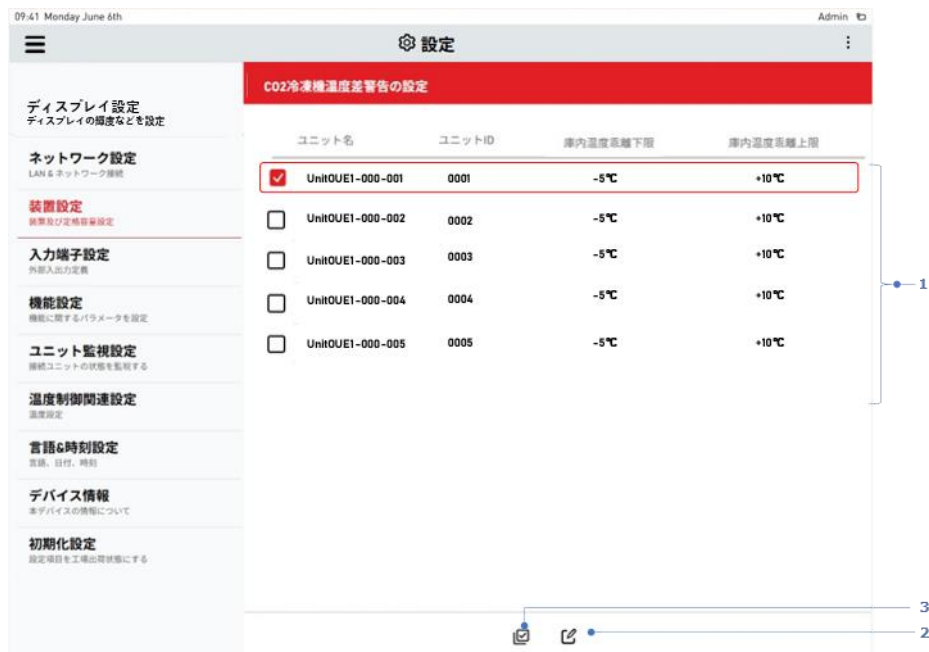 09:41 Monday June 6th
Admin
設定
CO2冷凍機温度差警告の設定
ディスプレイ設定
ディスプレイの輝度などを設定
ネットワーク設定
LAN & ネットワーク接続
装置設定
装置及び定格容量設定
入力端子設定
外部入出力定義
機能設定
機能に関するパラメータを設定
ユニット監視設定
接続ユニットの状態を監視する
温度制御関連設定
温度設定
言語&時刻設定
言語、日付、時刻
デバイス情報
本デバイスの情報について
初期化設定
設定項目を工場出荷状態にする
ユニット名 ユニットID 庫内温度乖離下限 庫内温度乖離上限
UnitOUE1-000-001 0001 -5℃ +10℃
UnitOUE1-000-002 0002 -5℃ +10℃
UnitOUE1-000-003 0003 -5℃ +10℃
UnitOUE1-000-004 0004 -5℃ +10℃
UnitOUE1-000-005 0005 -5℃ +10℃
1
3
2